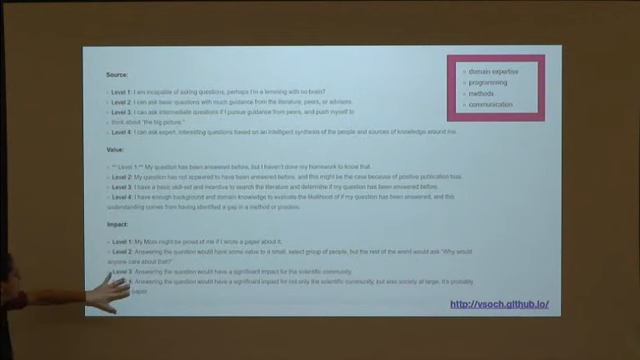 Source:
Level 1: I am incapable of asking questions, perhaps I'm a lemming with no brain?
Level 2: I can ask basic questions with much guidance from the literature, peers, or advisors.
Level 3: I can ask intermediate questions if I pursue guidance from peers, and push myself to
think about "the big picture."
Level 4: I can ask expert, interesting questions based on an intelligent synthesis of the people and sources of knowledge around me.
domain expertise
programming
methods
communication
Value:
**Level 1:** My question has been answered before, but I haven't done my homework to know that.
Level 2: My question has not appeared to have been answered before, and this might be the case because of positive publication bias.
Level 3: I have a basic skill-set and incentive to search the literature and determine if my question has been answered before.
Level 4: I have enough background and domain knowledge to evaluate the likelihood of if my question has been answered, and this
understanding comes from having identified a gap in a method or process.
Impact:
Level 1: My Mom might be proud of me if I wrote a paper about it.
Level 2: Answering the question would have some value to a small, select group of people, but the rest of the world would ask "Why would
anyone care about that?"
Level 3: Answering the question would have a significant impact for the scientific community.
Answering the question would have a significant impact for not only the scientific community, but also society at large. It's probably
paper.
http://vsoch.github.io/